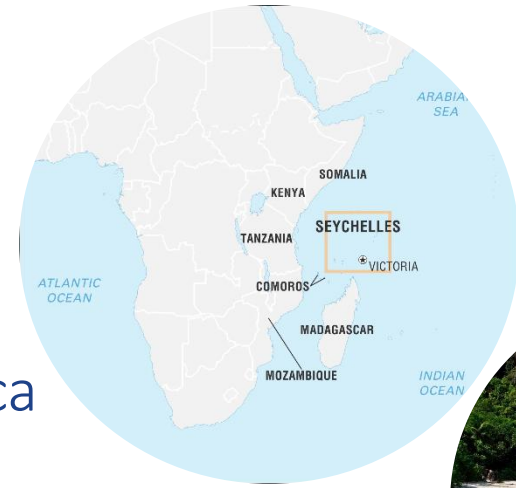 ARABIA
SEA
SOMALIA
KENYA
SEYCHELLES
TANZANIA
VICTORIA
ATLANTIC
OCEAN
COMOROS
MADAGASCAR
MOZAMBIQUE
INDIAN
OCEAN
ca